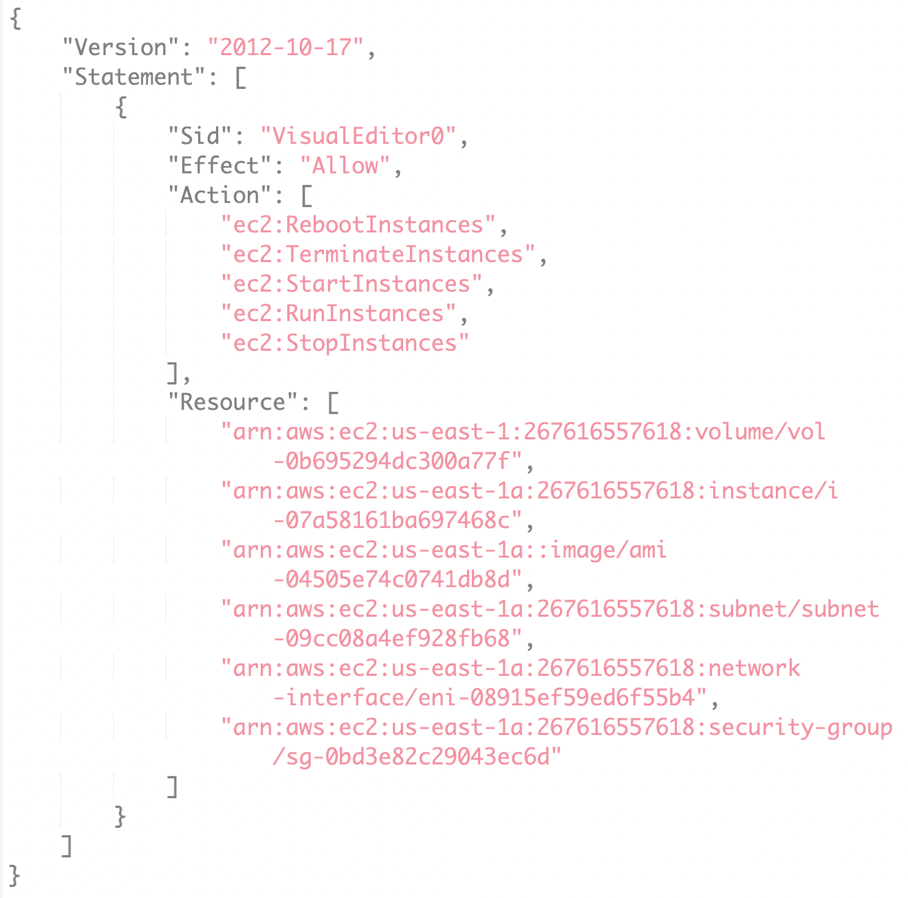 {
    "Version": "2012-10-17",
    "Statement": [
        {
            "Sid": "VisualEditor0",
            "Effect": "Allow",
            "Action": [
                "ec2:RebootInstances",
                "ec2:TerminateInstances",
                "ec2:StartInstances",
                "ec2:RunInstances",
                "ec2:StopInstances"
            ],
            "Resource": [
                "arn:aws:ec2:us-east-1:267616557618:volume/vol
                    -0b695294dc300a77f",
                "arn:aws:ec2:us-east-1a:267616557618:instance/i
                    -07a58161ba697468c",
                "arn:aws:ec2:us-east-1a::image/ami
                    -04505e74c0741db8d",
                "arn:aws:ec2:us-east-1a:267616557618:subnet/subnet
                    -09cc08a4ef928fb68",
                "arn:aws:ec2:us-east-1a:267616557618:network
                    -interface/eni-08915ef59ed6f55b4",
                "arn:aws:ec2:us-east-1a:267616557618:security-group
                    /sg-0bd3e82c29043ec6d"
            ]
        }
    ]
}